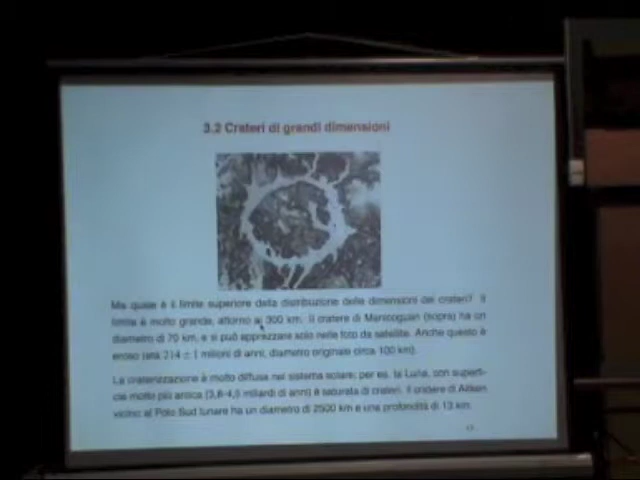 3.2 Crateri di grandi dimensioni
Ma quale è il limite superiore della distribuzione delle dimensioni dei crateri? Il
limite è molto grande, attorno ai 300 km. Il cratere di Manicoguan (sopra) ha un
diametro di 70 km, e si può apprezzare solo nelle foto da satellite. Anche questo è
eroso (età 214 ± 1 milioni di anni, diametro originale circa 100 km).
La craterizzazione è molto diffusa nel sistema solare: per es. la Luna, con superfi-
cie molto più antica (3,8-4,5 miliardi di anni) è saturata di crateri. Il cratere di Aitken
vicino al Polo Sud lunare ha un diametro di 2500 km e una profondità di 13 km.